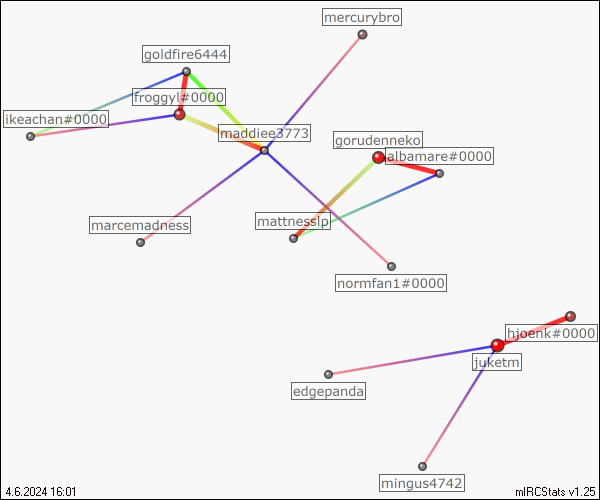 mercurybro
goldfire6444
froggyl#0000
ikeachan#0000
maddiee3773
gorudenneko
albamare#0000
marcemadness
mattnesslp
normfan1#0000
hjoenk#0000
juketm
edgepanda
mingus4742
4.6.2024 16:01
mIRCStats v1.25